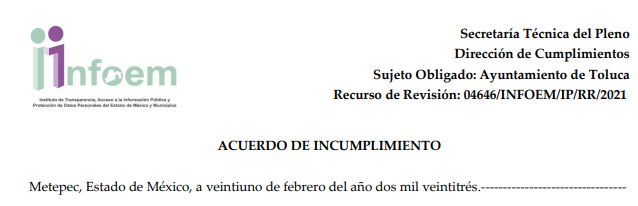 infoem
Instituto de Transparencia, Acceso a la Información Pública y
Protección de Datos Personales del Estado de México y Municipios
Secretaría Técnica del Pleno
Dirección de Cumplimientos
Sujeto Obligado: Ayuntamiento de Toluca
Recurso de Revisión: 04646/INFOEM/IP/RR/2021
ACUERDO DE INCUMPLIMIENTO
Metepec, Estado de México, a veintiuno de febrero del año dos mil veintitrés.---------------------------------